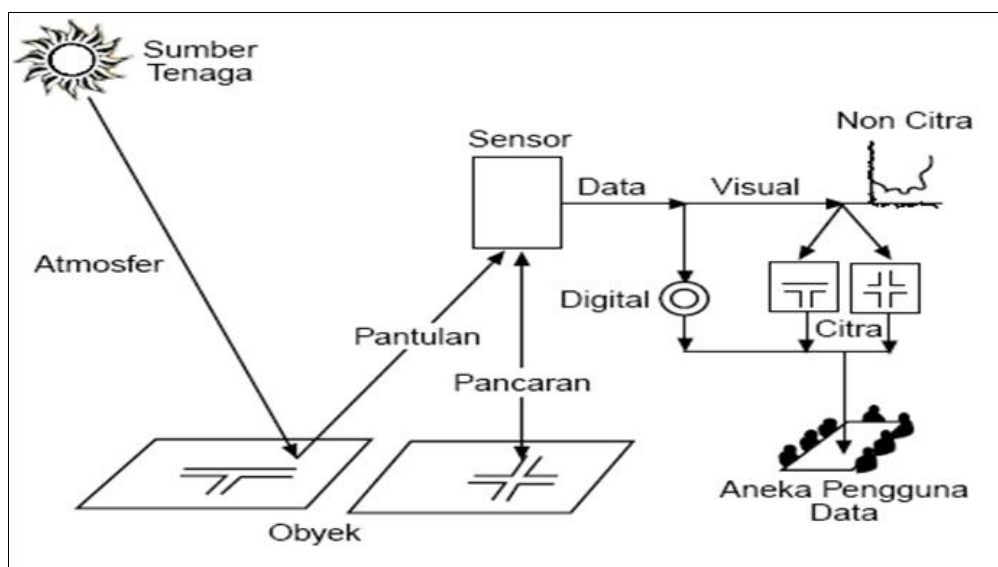 Sumber
Tenaga
Non Citra
Sensor
Data
Visual
Atmosfer
Digital
Citra
Pantulan
Pancaran
Aneka Pengguna
Data
Obyek